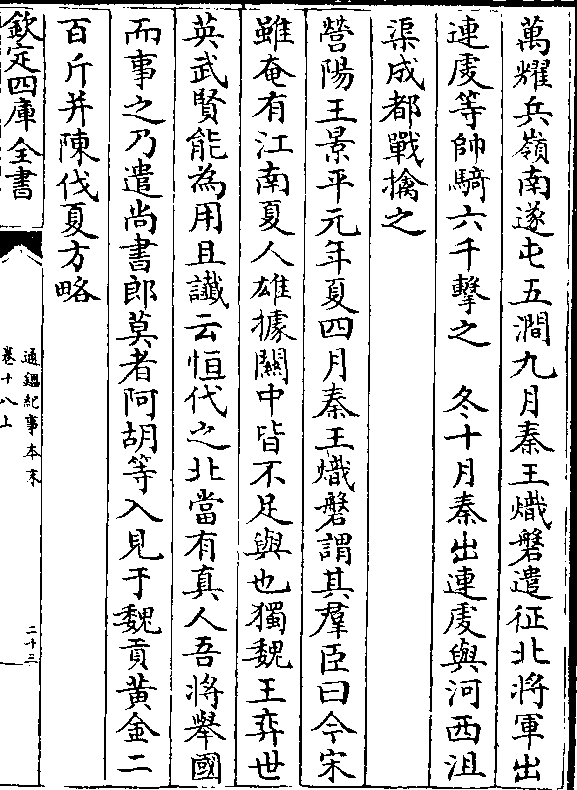 萬耀兵嶺南遂屯五澗九月秦王熾磐遣征北將軍出
連虔等帥騎六千擊之　冬十月秦出連虔與河西沮
渠成都戰擒之
營陽王景平元年夏四月秦王熾磐謂其羣臣曰今宋
雖奄有江南夏人雄據關中皆不足與也獨魏王奕世
英武賢能為用且讖云恒代之北當有真人吾將舉國
而事之乃遣尚書郎莫者阿胡等入見于魏貢黃金二
百斤并陳伐夏方略
欽定四庫全書
通鑑紀事本末
卷十八上
二十三